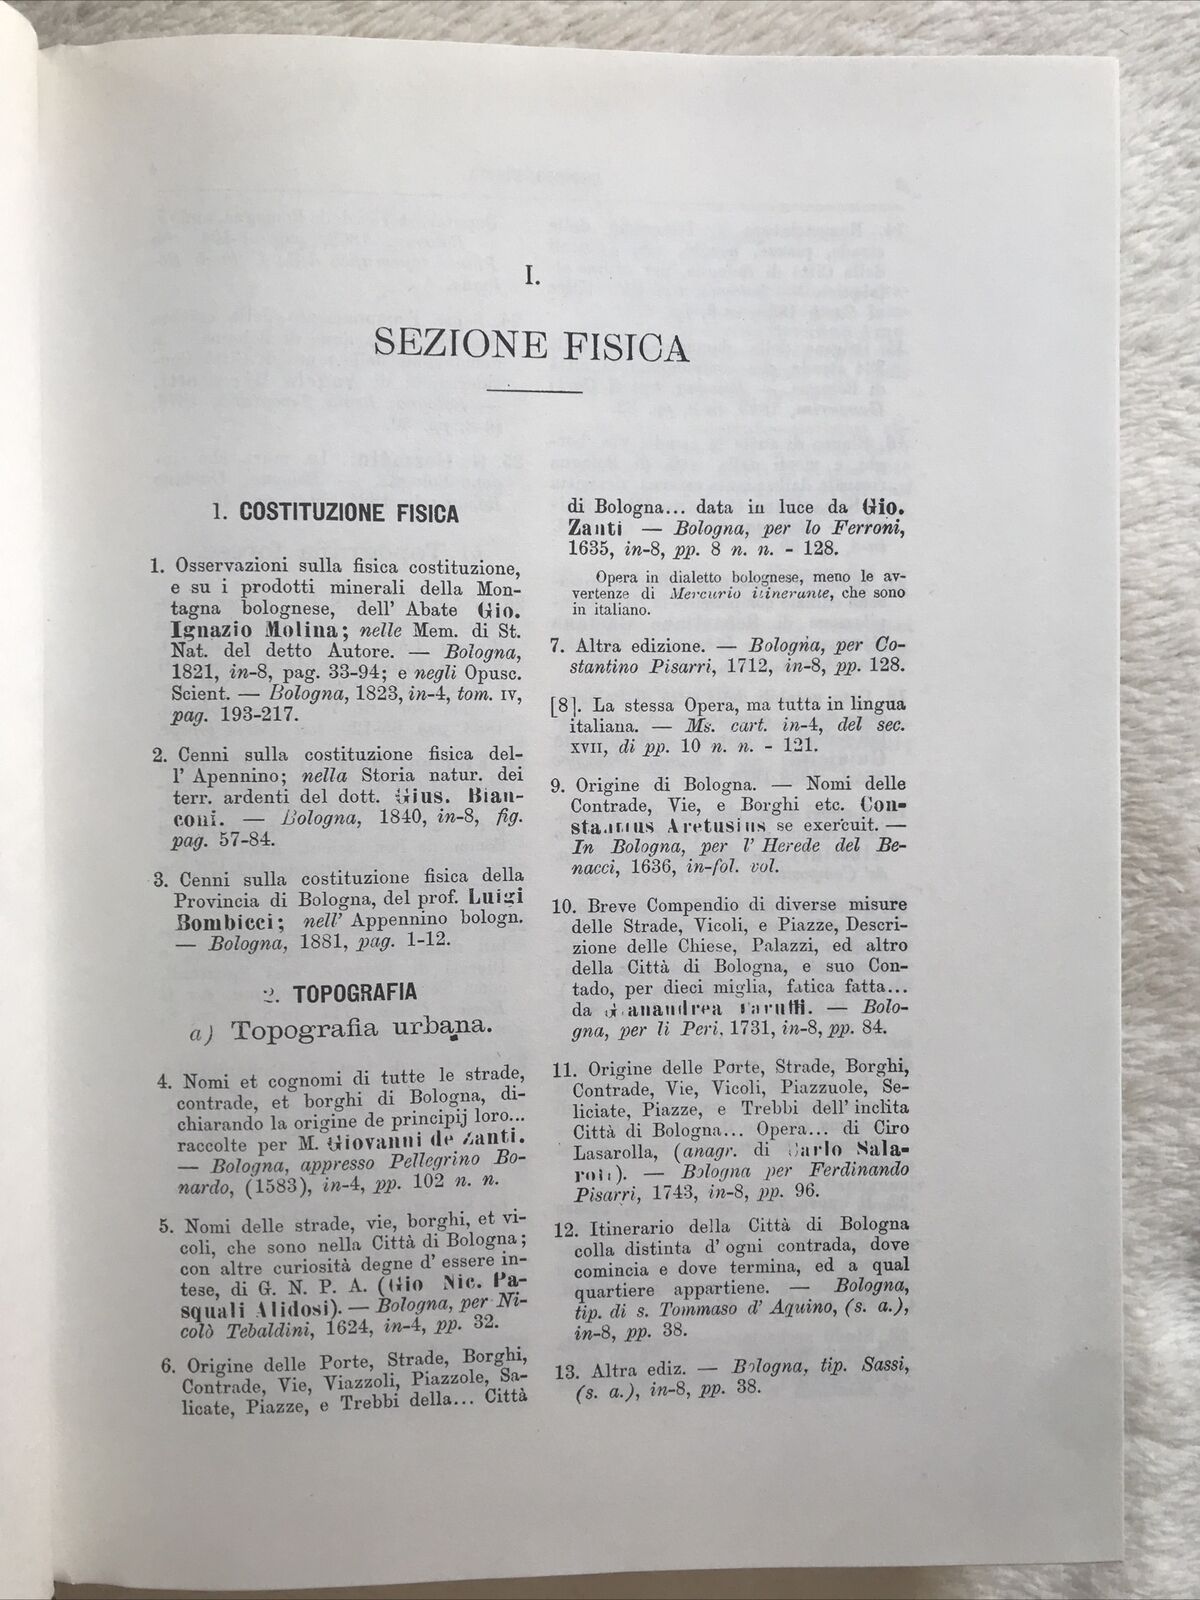 I.
SEZIONE FISICA
1. COSTITUZIONE FISICA
1. Osservazioni sulla fisica costituzione,
e su i prodotti minerali della Mon-
tagna bolognese, dell' Abate Gio.
Ignazio Molina; nelle Mem. di St.
Nat. del detto Autore. — Bologna,
1821, in-8, pag. 33-94; e negli Opusc.
Scient. — Bologna, 1823, in-4, tom. IV,
pag. 193-217.
2. Cenni sulla costituzione fisica del-
l' Apennino; nella Storia natur. dei
terr. ardenti del dott. Gius. Bian-
coni. — Bologna, 1840, in-8, fig.
pag. 57-84.
3. Cenni sulla costituzione fisica della
Provincia di Bologna, del prof. Luigi
Bombicci; nell' Appennino bologn.
— Bologna, 1881, pag. 1-12.
2. TOPOGRAFIA
a) Topografia urbana.
4. Nomi et cognomi di tutte le strade,
contrade, et borghi di Bologna, di-
chiarando la origine de principij loro...
raccolte per M. Giovanni de Zanti.
— Bologna, appresso Pellegrino Bo-
nardo, (1583), in-4, pp. 102 n. n.
5. Nomi delle strade, vie, borghi, et vi-
coli, che sono nella Città di Bologna;
con altre curiosità degne d' essere in-
tese, di G. N. P. A. (Gio Nic. Pa-
squali Alidosi). — Bologna, per Ni-
colò Tebaldini, 1624, in-4, pp. 32.
6. Origine delle Porte, Strade, Borghi,
Contrade, Vie, Viazzoli, Piazzole, Sa-
licate, Piazze, e Trebbi della... Città
di Bologna... data in luce da Gio.
Zanti — Bologna, per lo Ferroni,
1635, in-8, pp. 8 n. n. - 128.
Opera in dialetto bolognese, meno le av-
vertenze di Mercurio itinerante, che sono
in italiano.
7. Altra edizione. — Bologna, per Co-
stantino Pisarri, 1712, in-8, pp. 128.
[8]. La stessa Opera, ma tutta in lingua
italiana. — Ms. cart. in-4, del sec.
XVII, di pp. 10 n. n. - 121.
9. Origine di Bologna. — Nomi delle
Contrade, Vie, e Borghi etc. Con-
stantius Aretusius se exercuit. —
In Bologna, per l' Herede del Be-
nacci, 1636, in-fol. vol.
10. Breve Compendio di diverse misure
delle Strade, Vicoli, e Piazze, Descri-
zione delle Chiese, Palazzi, ed altro
della Città di Bologna, e suo Con-
tado, per dieci miglia, fatica fatta...
da Gianandrea Taruffi. — Bolo-
gna, per li Peri, 1731, in-8, pp. 84.
11. Origine delle Porte, Strade, Borghi,
Contrade, Vie, Vicoli, Piazzuole, Se-
liciate, Piazze, e Trebbi dell' inclita
Città di Bologna... Opera... di Ciro
Lasarolla, (anagr. di Carlo Sala-
roli). — Bologna per Ferdinando
Pisarri, 1743, in-8, pp. 96.
12. Itinerario della Città di Bologna
colla distinta d' ogni contrada, dove
comincia e dove termina, ed a qual
quartiere appartiene. — Bologna,
tip. di s. Tommaso d' Aquino, (s. a.),
in-8, pp. 38.
13. Altra ediz. — Bologna, tip. Sassi,
(s. a.), in-8, pp. 38.